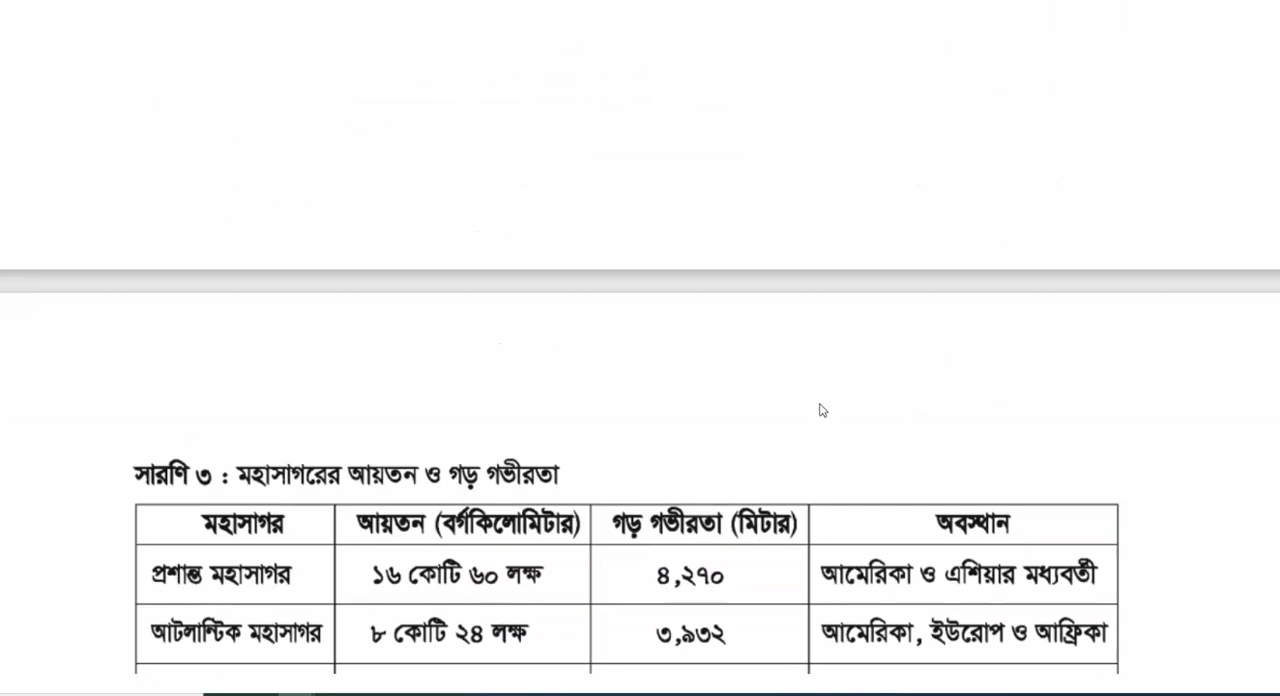 সারণি ৩ : মহাসাগরের আয়তন ও গড় গভীরতা
মহাসাগর আয়তন (বর্গকিলোমিটার) গড় গভীরতা (মিটার) অবস্থান
প্রশান্ত মহাসাগর ১৬ কোটি ৬০ লক্ষ ৪,২৭০ আমেরিকা ও এশিয়ার মধ্যবর্তী
আটলান্টিক মহাসাগর ৮ কোটি ২৪ লক্ষ ৩,৯৩২ আমেরিকা, ইউরোপ ও আফ্রিকা